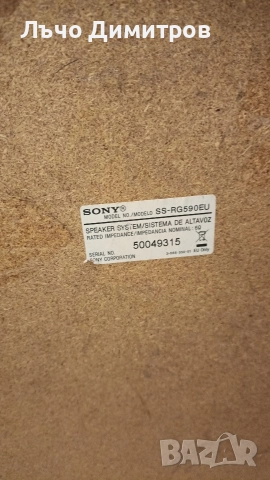 Лъчо Димитров
SONY®
MODEL NO./MODELO SS-RG590EU
SPEAKER SYSTEM/SISTEMA DE ALTAVOZ
RATED IMPEDANCE/IMPEDANCIA NOMINAL: 6Ω
50049315
SERIAL NO.
SONY CORPORATION
bazar